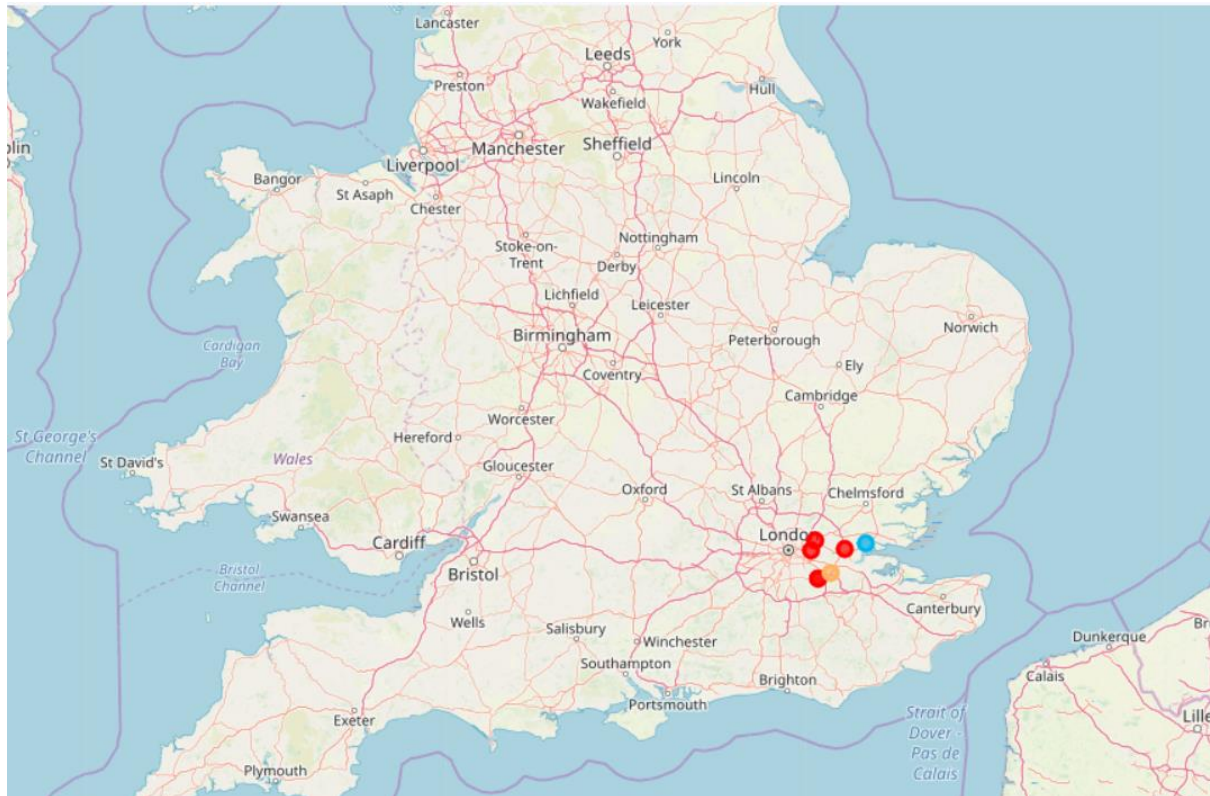 Lancaster
York
Leeds
Preston
Hull
Wakefield
Manchester
Sheffield
Liverpool
Bangor
St Asaph
Lincoln
Chester
Stoke-on-
Trent
Nottingham
Derby
Lichfield
Leicester
Norwich
Birmingham
Peterborough
Cardigan
Bay
Ely
Coventry
Cambridge
Worcester
St George's
Channel
Hereford
St David's
Wales
Gloucester
Oxford
St Albans
Chelmsford
Swansea
Cardiff
Bristol
Bristol
Channel
Canterbury
Wells
Salisbury
Winchester
Dunkerque
Southampton
Calais
Brighton
Portsmouth
Exeter
Strait of
Dover -
Pas de
Calais
Plymouth